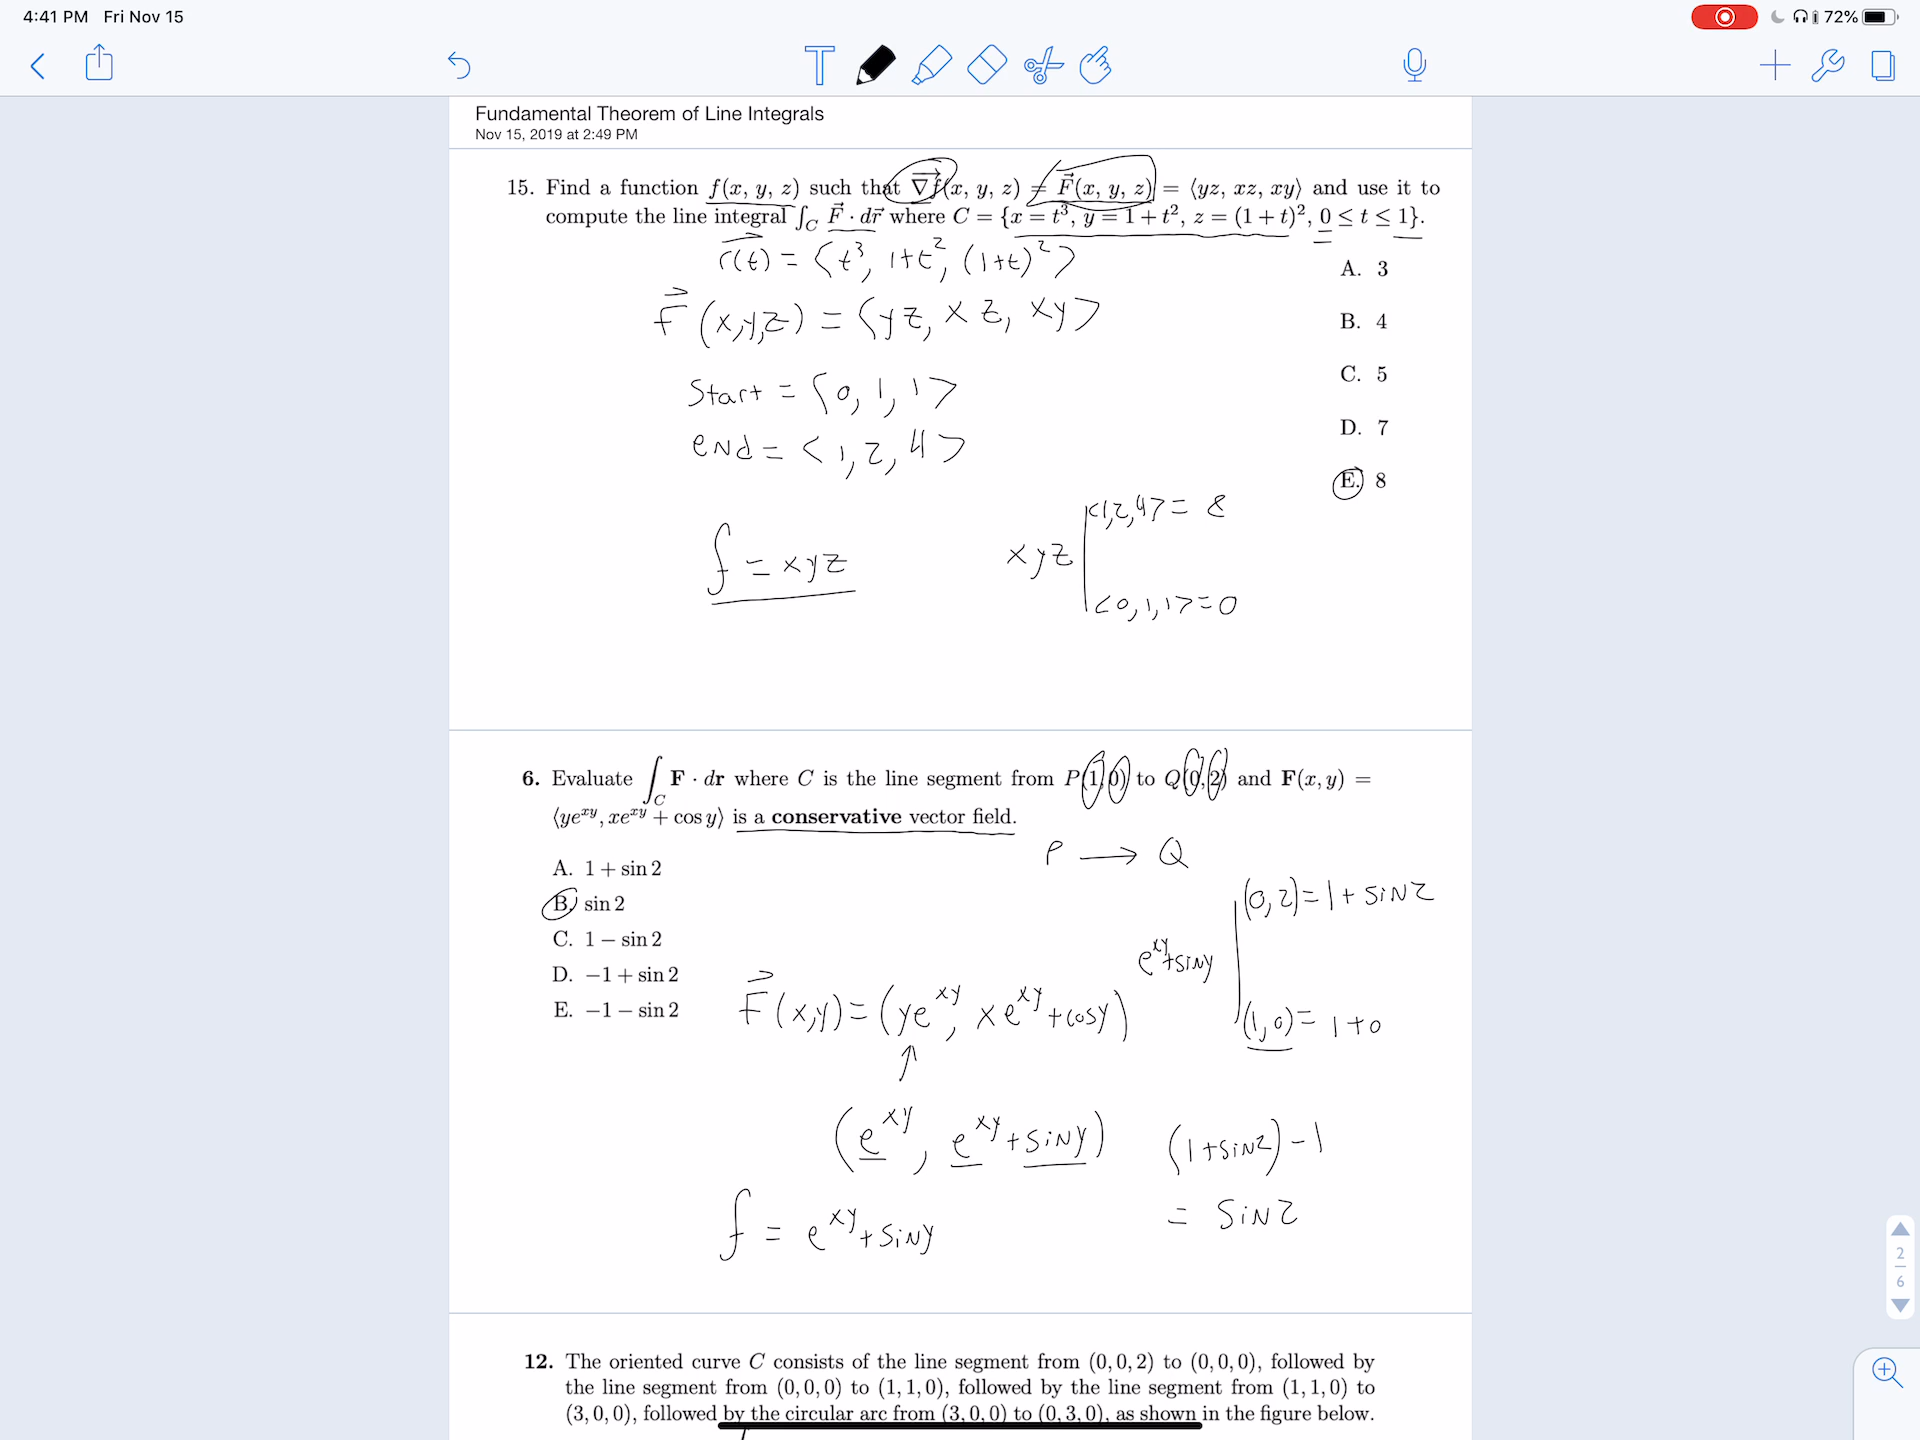 4:41 PM Fri Nov 15
72%
Fundamental Theorem of Line Integrals
Nov 15, 2019 at 2:49 PM
15. Find a function f(x, y, z) such that ∇⃗f(x, y, z) = F⃗(x, y, z) = ⟨yz, xz, xy⟩ and use it to
compute the line integral ∫_C F⃗ · dr⃗ where C = {x = t³, y = 1 + t², z = (1 + t)², 0 ≤ t ≤ 1}.
r⃗(t) = ⟨t³, 1+t², (1+t)²⟩
A. 3
F⃗(x,y,z) = ⟨yz, xz, xy⟩
B. 4
Start = ⟨0, 1, 1⟩
C. 5
end = ⟨1, 2, 4⟩
D. 7
E. 8
⟨1,2,4⟩ = 8
f = xyz
xyz
⟨0,1,1⟩ = 0
6. Evaluate ∫_C F · dr where C is the line segment from P(1, 0) to Q(0, 2) and F(x, y) =
⟨ye^xy, xe^xy + cos y⟩ is a conservative vector field.
P → Q
A. 1 + sin 2
B. sin 2
C. 1 − sin 2
D. −1 + sin 2
E. −1 − sin 2
(0,2) = 1 + sin2
e^xy + siny
(1,0) = 1 + 0
F⃗(x,y) = (ye^xy, xe^xy + cosy)
↑
(e^xy, e^xy + siny)
(1 + sin2) − 1
= sin2
f = e^xy + siny
2
6
12. The oriented curve C consists of the line segment from (0, 0, 2) to (0, 0, 0), followed by
the line segment from (0, 0, 0) to (1, 1, 0), followed by the line segment from (1, 1, 0) to
(3, 0, 0), followed by the circular arc from (3, 0, 0) to (0, 3, 0), as shown in the figure below.